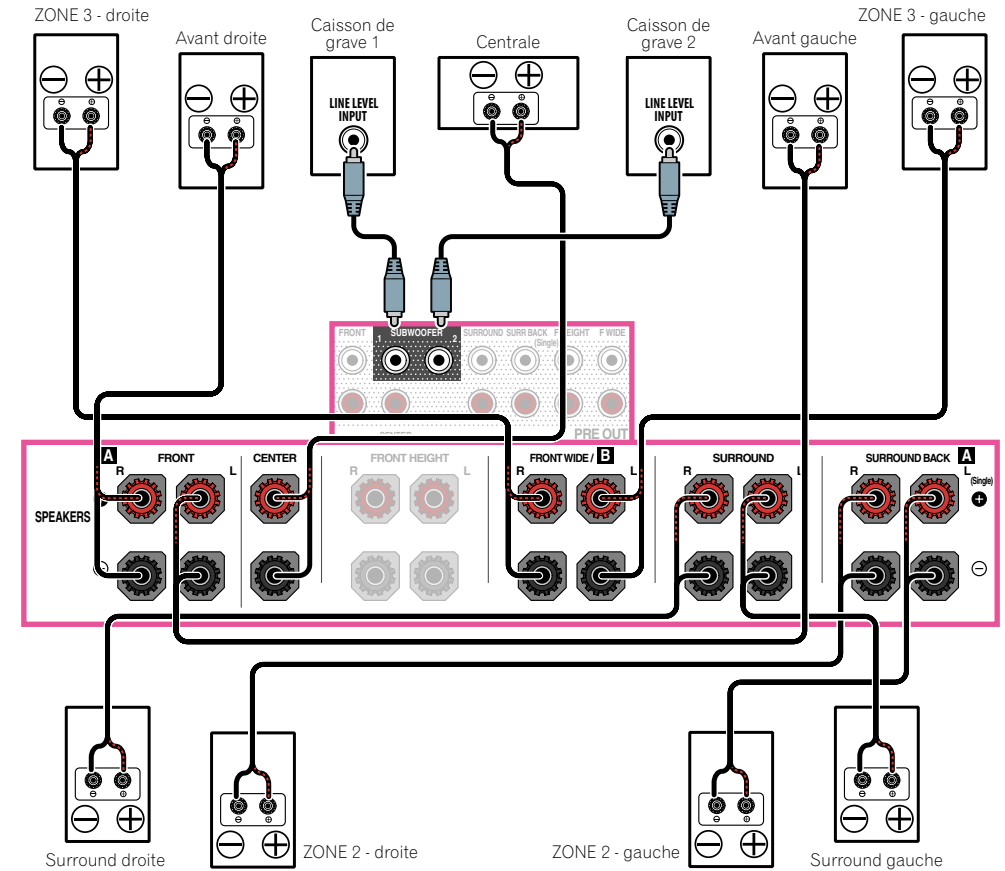 ZONE 3 - droite
Avant droite
Caisson de
grave 1
Centrale
Caisson de
grave 2
Avant gauche
ZONE 3 - gauche
LINE LEVEL
INPUT
LINE LEVEL
INPUT
FRONT
SUBWOOFER
1
2
SURROUND
SURR BACK
(Single)
F WIDE
PRE OUT
A
FRONT
R
L
CENTER
FRONT HEIGHT
R
L
FRONT WIDE / B
R
L
SURROUND
R
L
SURROUND BACK A
R
L
(Single)
SPEAKERS
Surround droite
ZONE 2 - droite
ZONE 2 - gauche
Surround gauche